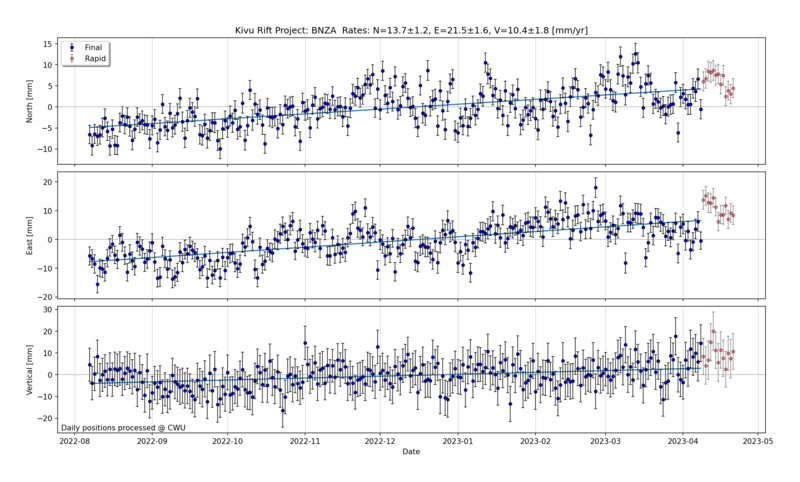 Kivu Rift Project: BNZA Rates: N=13.7±1.2, E=21.5±1.6, V=10.4±1.8 [mm/yr]
Final
Rapid
15
10
5
0
−5
−10
North [mm]
20
10
0
−10
−20
East [mm]
30
20
10
0
−10
−20
Vertical [mm]
Daily positions processed @ CWU
2022-08 2022-09 2022-10 2022-11 2022-12 2023-01 2023-02 2023-03 2023-04 2023-05
Date